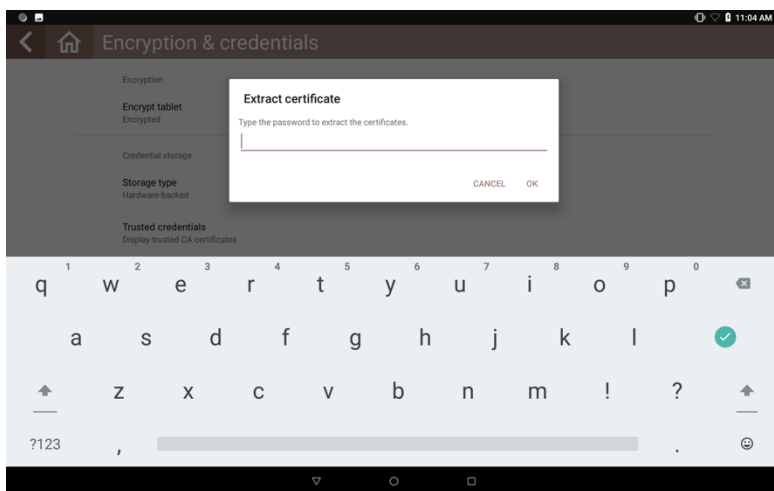 11:04 AM
Encryption & credentials
Encryption
Encrypt tablet
Encrypted
Credential storage
Storage type
Hardware-backed
Trusted credentials
Display trusted CA certificates
Extract certificate
Type the password to extract the certificates.
CANCEL OK
1 2 3 4 5 6 7 8 9 0
q w e r t y u i o p
a s d f g h j k l
z x c v b n m ! ?
?123 , .